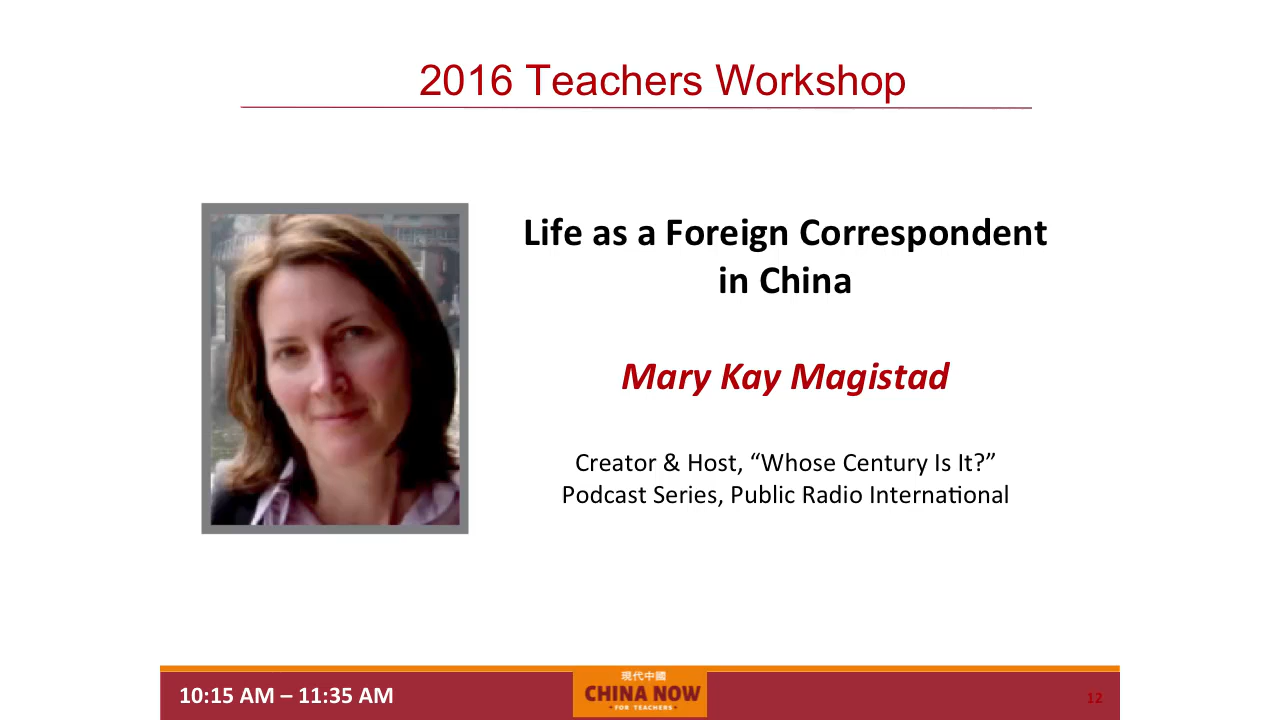 2016 Teachers Workshop
Life as a Foreign Correspondent
in China
Mary Kay Magistad
Creator & Host, “Whose Century Is It?”
Podcast Series, Public Radio International
10:15 AM – 11:35 AM
現代中國
CHINA NOW
FOR TEACHERS
12